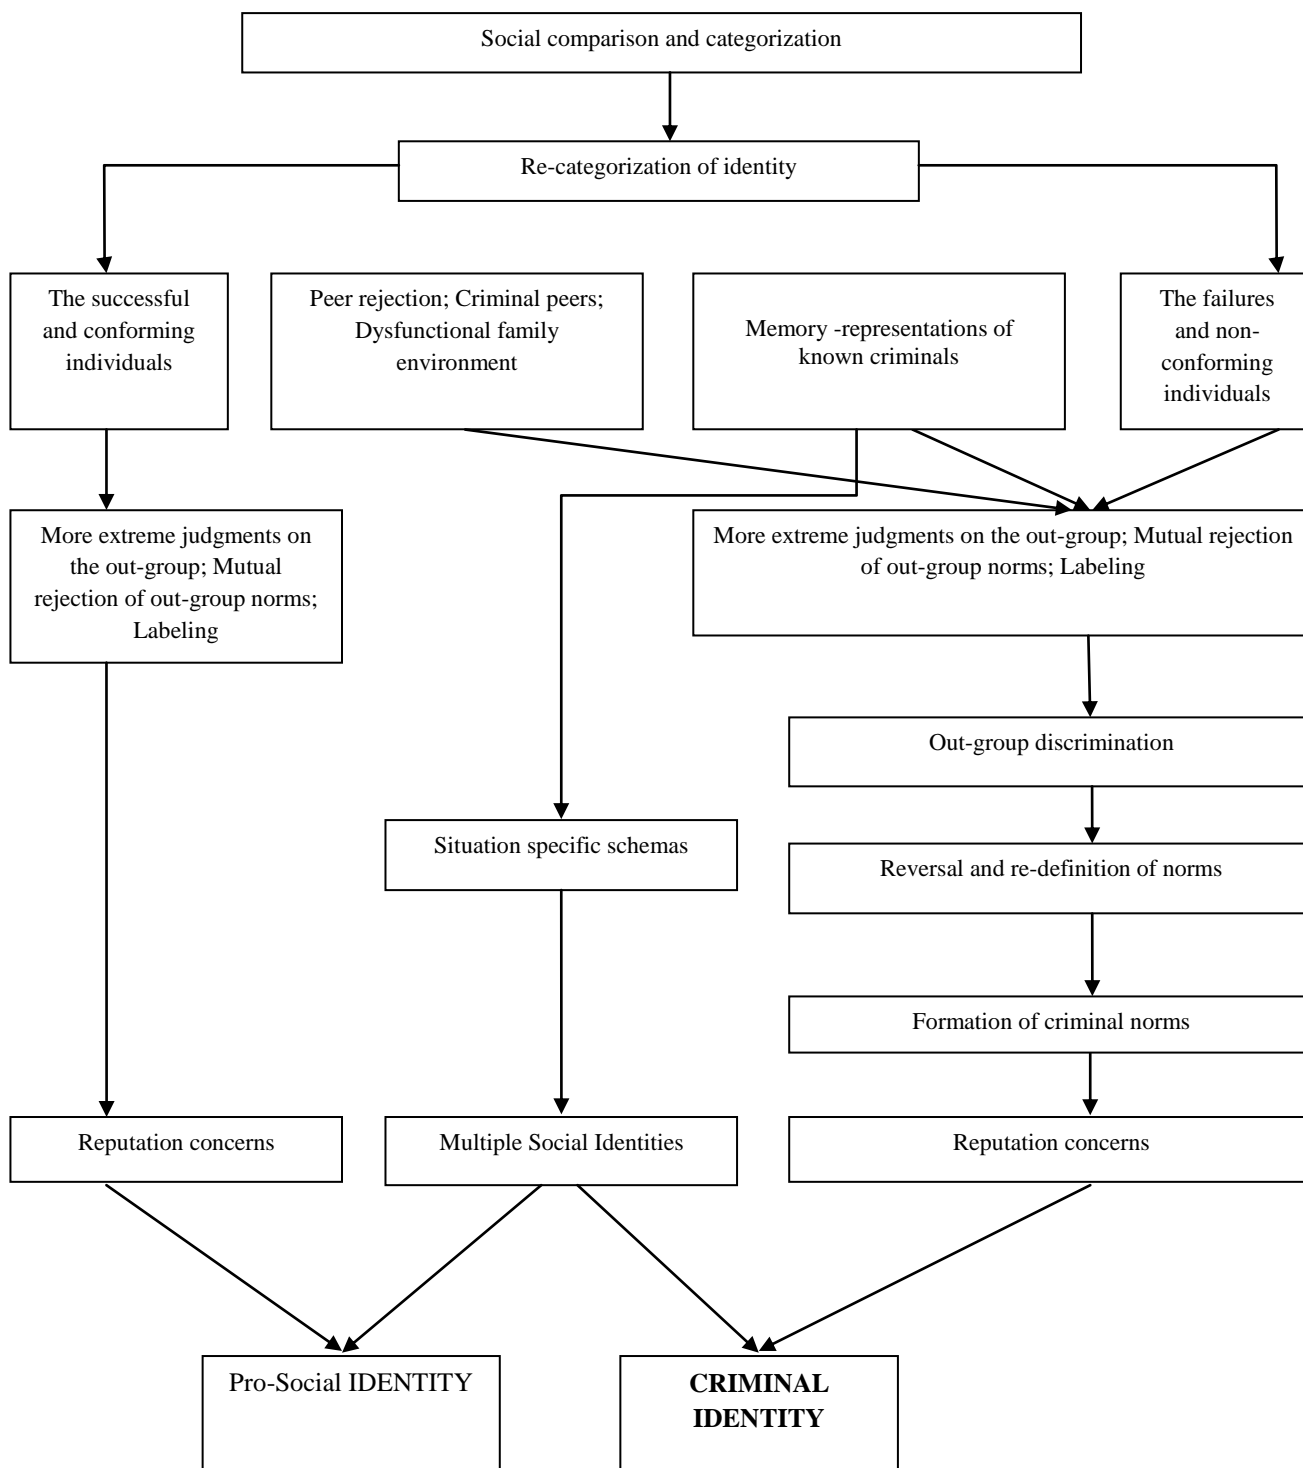 Social comparison and categorization
Re-categorization of identity
The successful
and conforming
individuals
Peer rejection; Criminal peers;
Dysfunctional family
environment
Memory -representations of
known criminals
The failures
and non-
conforming
individuals
More extreme judgments on
the out-group; Mutual
rejection of out-group norms;
Labeling
More extreme judgments on the out-group; Mutual rejection
of out-group norms; Labeling
Out-group discrimination
Situation specific schemas
Reversal and re-definition of norms
Formation of criminal norms
Reputation concerns
Multiple Social Identities
Reputation concerns
Pro-Social IDENTITY
CRIMINAL
IDENTITY